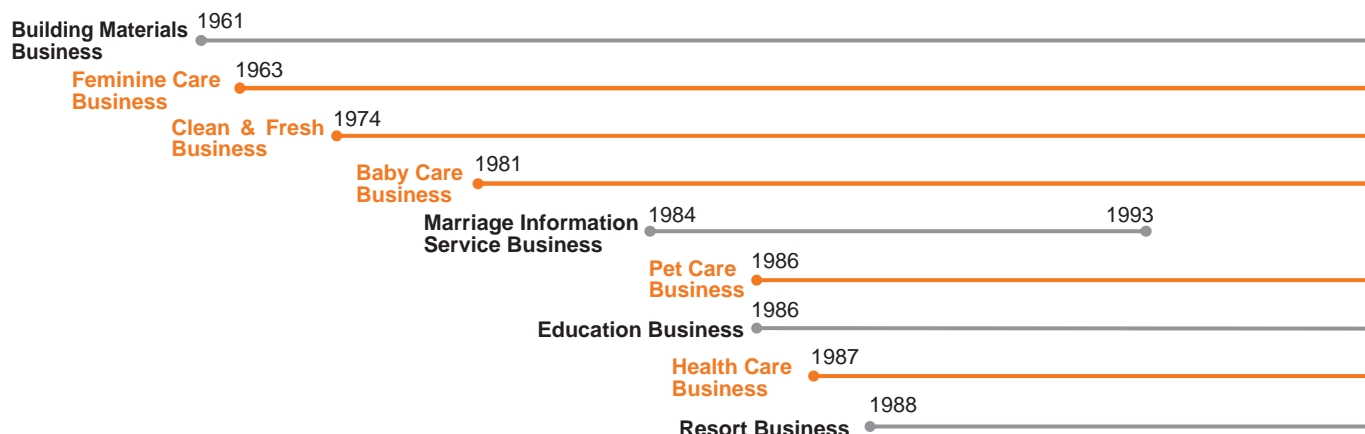 1961
Building Materials
Business
1963
Feminine Care
Business
1974
Clean & Fresh
Business
1981
Baby Care
Business
1984
1993
Marriage Information
Service Business
1986
Pet Care
Business
1986
Education Business
1987
Health Care
Business
1988
Resort Business